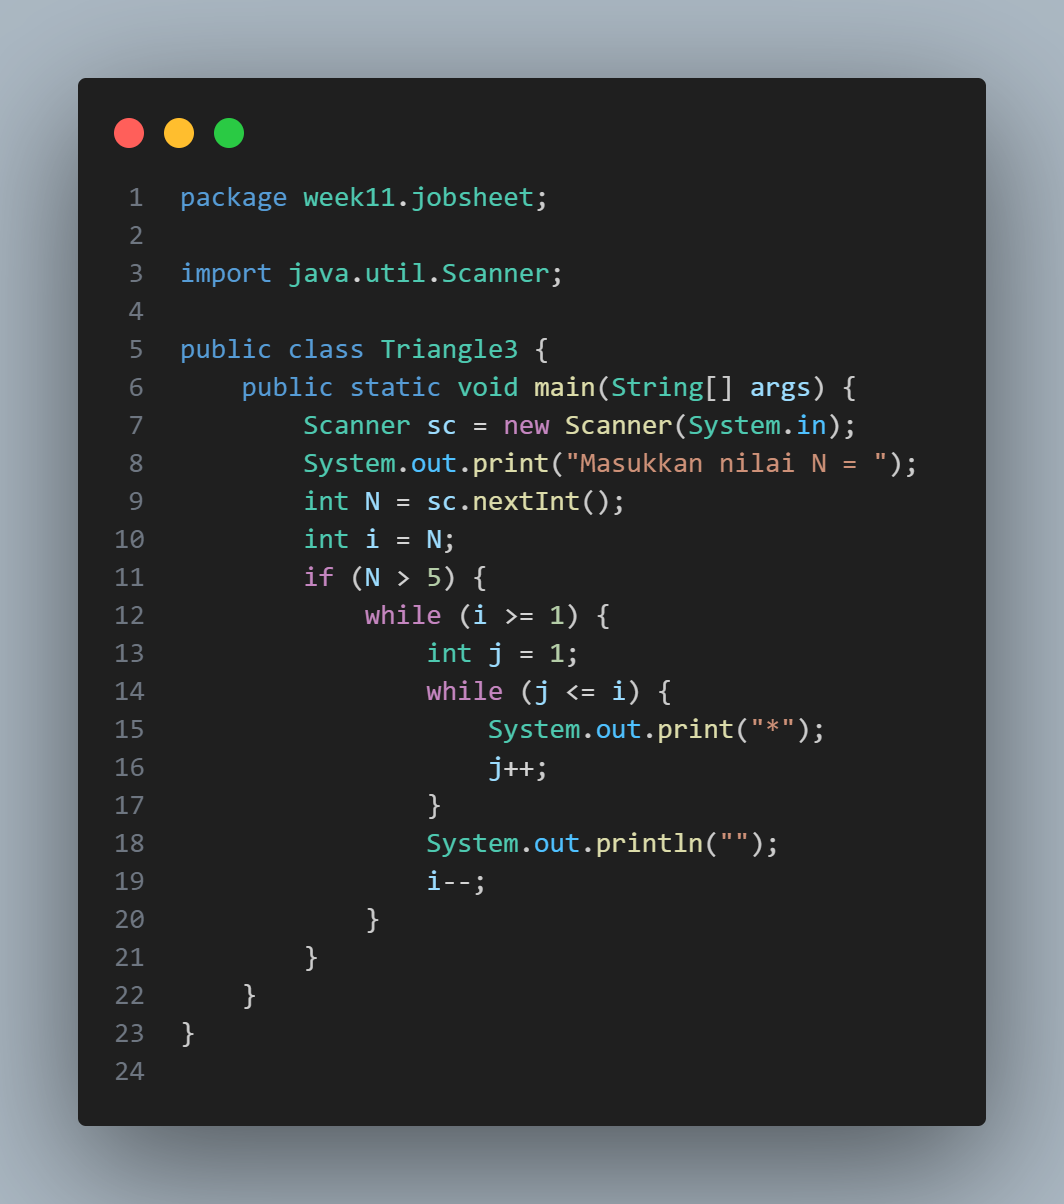 1 package week11.jobsheet;
2
3 import java.util.Scanner;
4
5 public class Triangle3 {
6     public static void main(String[] args) {
7         Scanner sc = new Scanner(System.in);
8         System.out.print("Masukkan nilai N = ");
9         int N = sc.nextInt();
10         int i = N;
11         if (N > 5) {
12             while (i >= 1) {
13                 int j = 1;
14                 while (j <= i) {
15                     System.out.print("*");
16                     j++;
17                 }
18                 System.out.println("");
19                 i--;
20             }
21         }
22     }
23 }
24